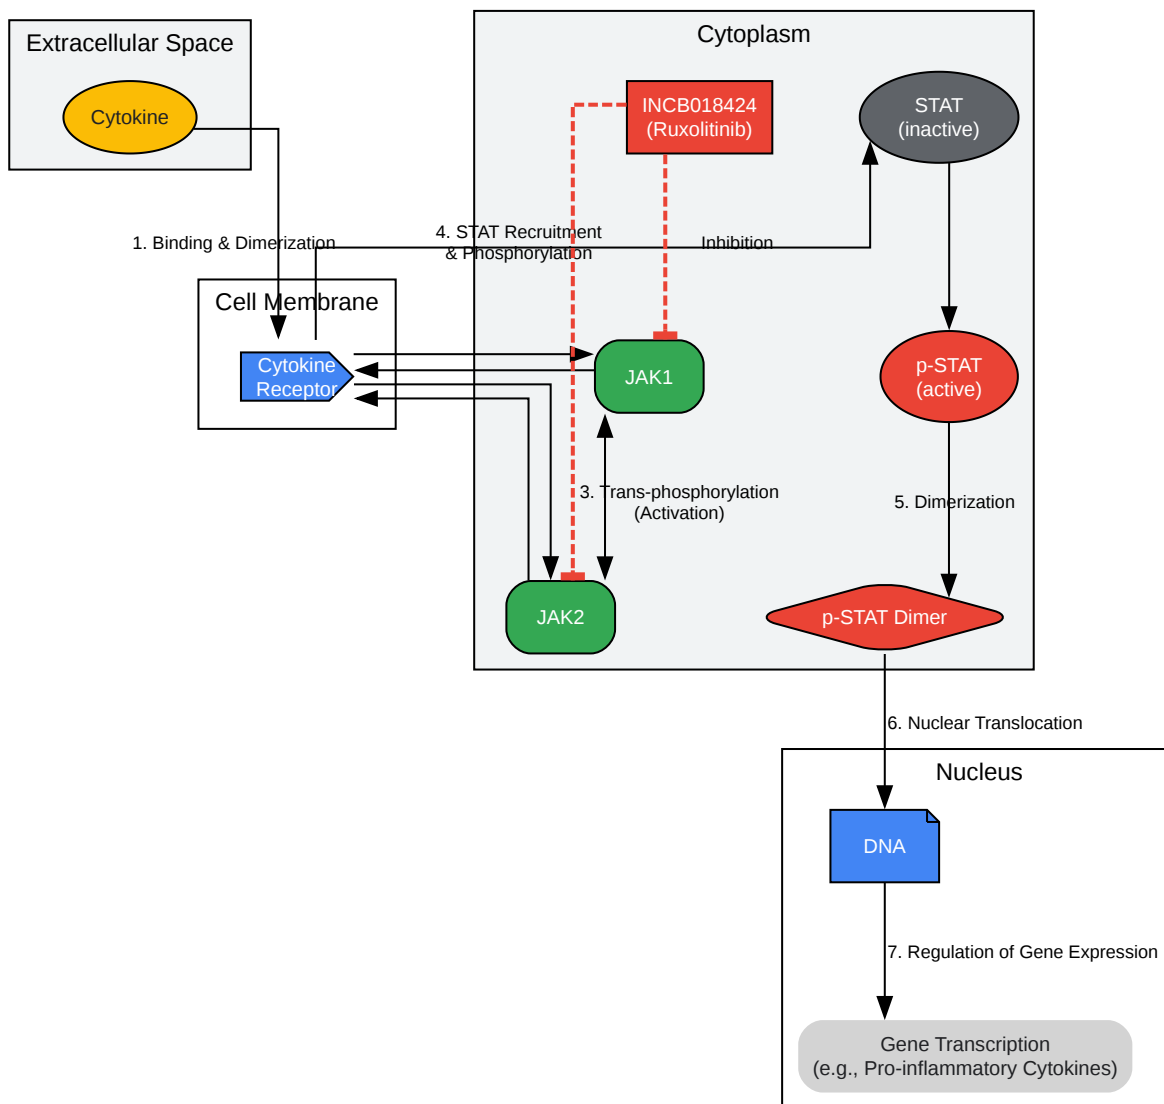 Extracellular Space
Cytokine
Cytoplasm
INCB018424
(Ruxolitinib)
STAT
(inactive)
1. Binding & Dimerization
4. STAT Recruitment
& Phosphorylation
Inhibition
Cell Membrane
Cytokine
Receptor
JAK1
p-STAT
(active)
3. Trans-phosphorylation
(Activation)
5. Dimerization
JAK2
p-STAT Dimer
6. Nuclear Translocation
Nucleus
DNA
7. Regulation of Gene Expression
Gene Transcription
(e.g., Pro-inflammatory Cytokines)